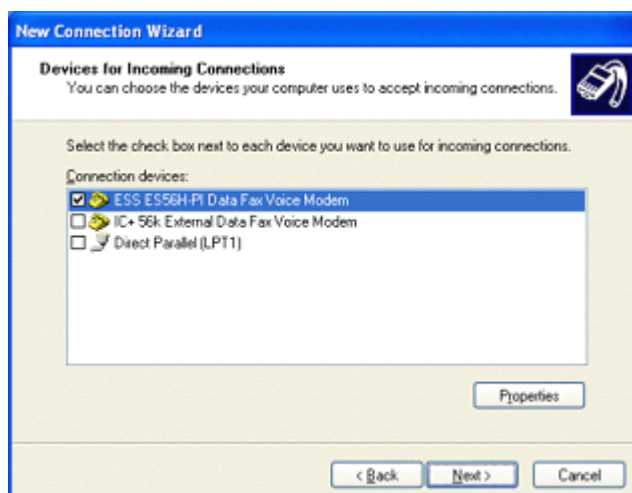 New Connection Wizard
Devices for Incoming Connections
You can choose the devices your computer uses to accept incoming connections.
Select the check box next to each device you want to use for incoming connections.
Connection devices:
ESS ES56H-PI Data Fax Voice Modem
IC+ 56k External Data Fax Voice Modem
Direct Parallel (LPT1)
Properties
< Back
Next >
Cancel